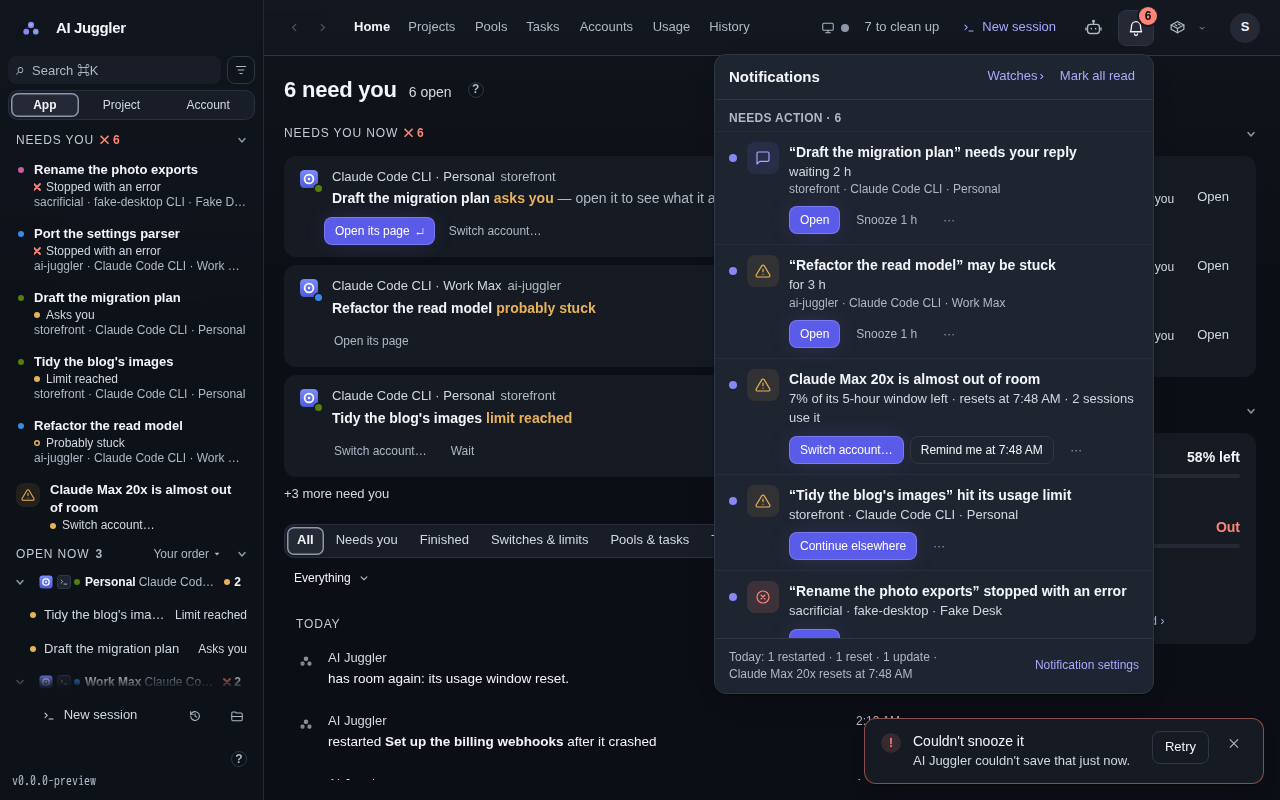 AI Juggler
Search ⌘K
App Project Account
NEEDS YOU 6
Rename the photo exports
Stopped with an error
sacrificial · fake-desktop CLI · Fake D…
Port the settings parser
Stopped with an error
ai-juggler · Claude Code CLI · Work …
Draft the migration plan
Asks you
storefront · Claude Code CLI · Personal
Tidy the blog's images
Limit reached
storefront · Claude Code CLI · Personal
Refactor the read model
Probably stuck
ai-juggler · Claude Code CLI · Work …
Claude Max 20x is almost out
of room
Switch account…
OPEN NOW 3 Your order
Personal Claude Cod… 2
Tidy the blog's ima… Limit reached
Draft the migration plan Asks you
Work Max Claude Co… 2
New session
?
v0.0.0-preview
Home Projects Pools Tasks Accounts Usage History
7 to clean up
New session
6
S
6 need you 6 open ?
NEEDS YOU NOW 6
Claude Code CLI · Personal storefront
Draft the migration plan asks you — open it to see what it a
Open its page Switch account…
Claude Code CLI · Work Max ai-juggler
Refactor the read model probably stuck
Open its page
Claude Code CLI · Personal storefront
Tidy the blog's images limit reached
Switch account… Wait
+3 more need you
All Needs you Finished Switches & limits Pools & tasks
Everything
TODAY
AI Juggler
has room again: its usage window reset.
AI Juggler
restarted Set up the billing webhooks after it crashed
you Open
you Open
you Open
58% left
Out
Notifications Watches › Mark all read
NEEDS ACTION · 6
“Draft the migration plan” needs your reply
waiting 2 h
storefront · Claude Code CLI · Personal
Open Snooze 1 h ···
“Refactor the read model” may be stuck
for 3 h
ai-juggler · Claude Code CLI · Work Max
Open Snooze 1 h ···
Claude Max 20x is almost out of room
7% of its 5-hour window left · resets at 7:48 AM · 2 sessions
use it
Switch account… Remind me at 7:48 AM ···
“Tidy the blog's images” hit its usage limit
storefront · Claude Code CLI · Personal
Continue elsewhere ···
“Rename the photo exports” stopped with an error
sacrificial · fake-desktop · Fake Desk
Today: 1 restarted · 1 reset · 1 update ·
Claude Max 20x resets at 7:48 AM
Notification settings
Couldn't snooze it
AI Juggler couldn't save that just now.
Retry